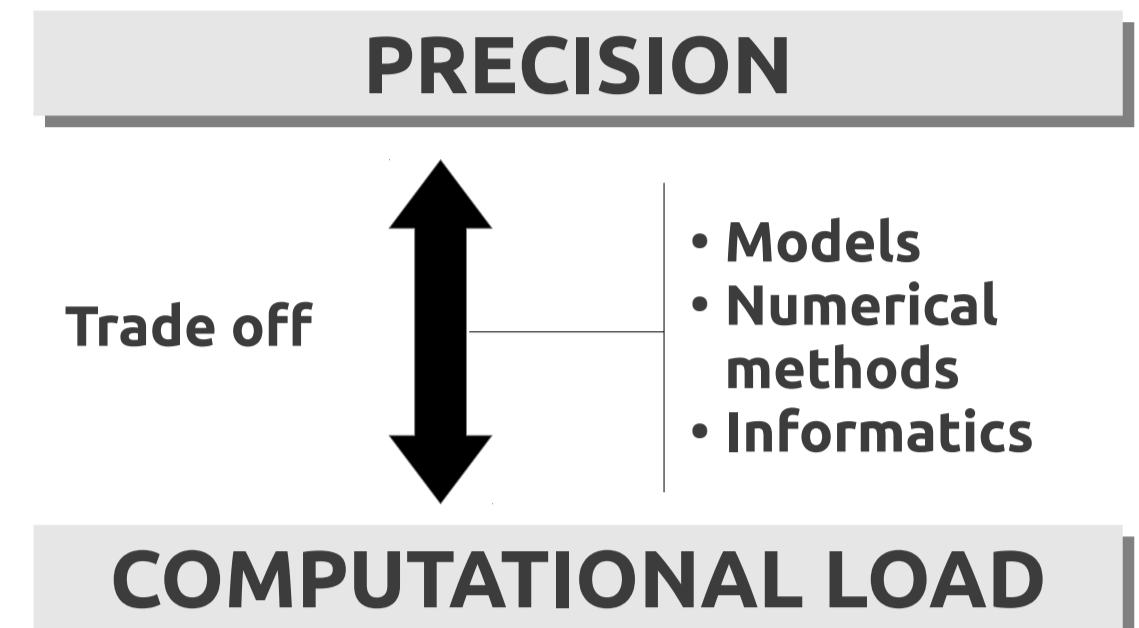 PRECISION
Trade off
• Models
• Numerical
methods
• Informatics
COMPUTATIONAL LOAD